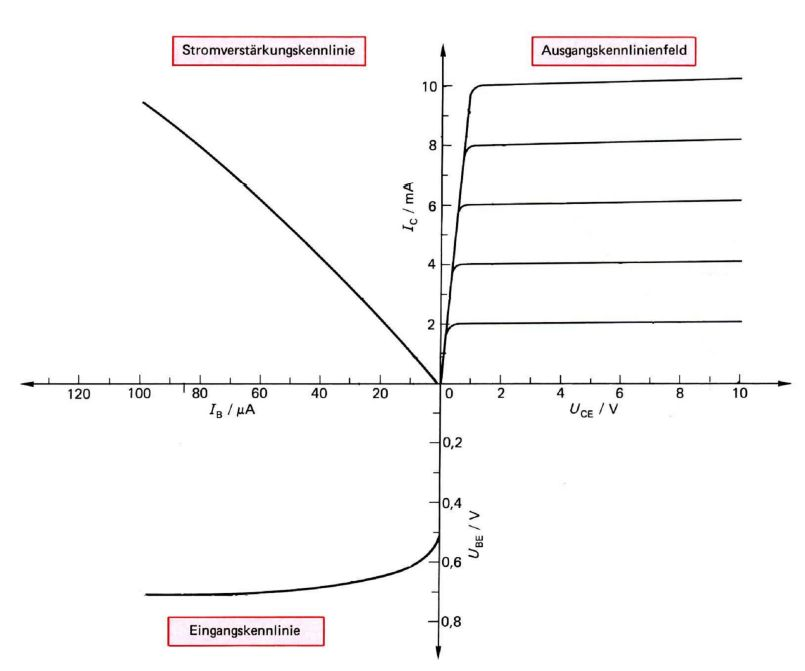 Stromverstärkungskennlinie
Ausgangskennlinienfeld
10
8
6
4
2
I_C / mA
120 100 80 60 40 20
I_B / µA
0 2 4 6 8 10
U_CE / V
0,2
0,4
0,6
0,8
U_BE / V
Eingangskennlinie